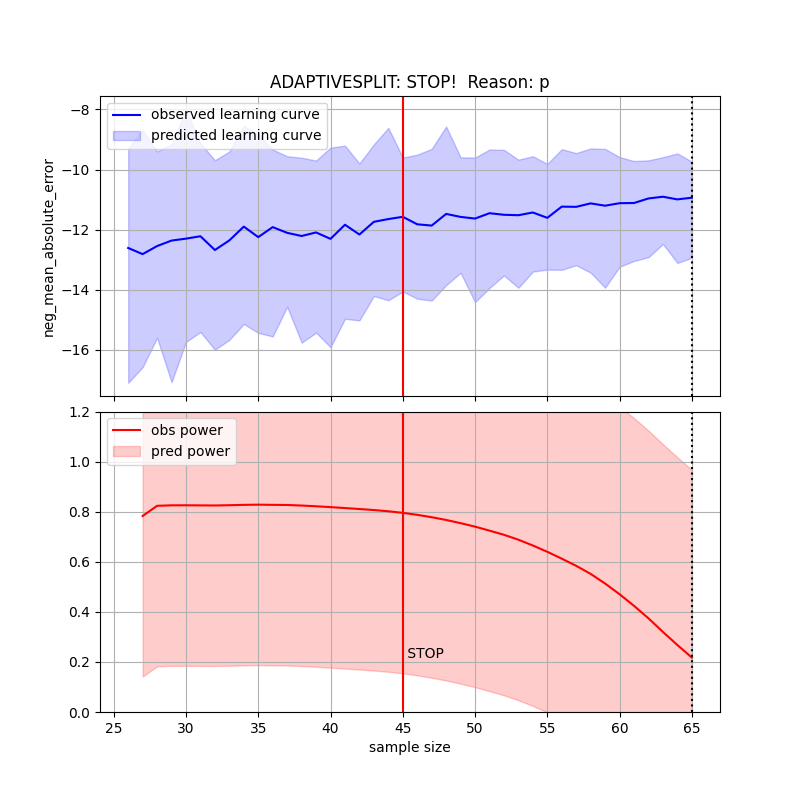 ADAPTIVESPLIT: STOP!  Reason: p
observed learning curve
predicted learning curve
−8
−10
−12
−14
−16
neg_mean_absolute_error
obs power
pred power
1.2
1.0
0.8
0.6
0.4
0.2
0.0
STOP
25 30 35 40 45 50 55 60 65
sample size